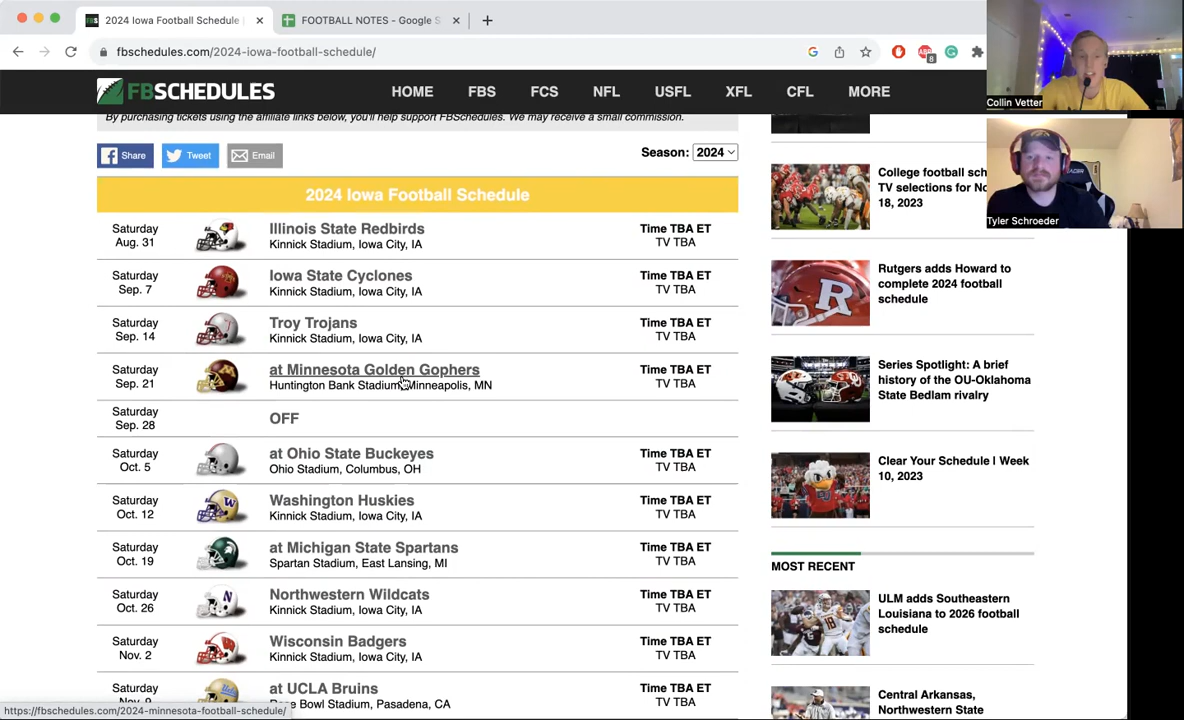 2024 Iowa Football Schedule
FOOTBALL NOTES - Google S
fbschedules.com/2024-iowa-football-schedule/
8
Collin Vetter
Tyler Schroeder
FBS
FBSCHEDULES
HOME
FBS
FCS
NFL
USFL
XFL
CFL
MORE
By purchasing tickets using the affiliate links below, you'll help support FBSchedules. We may receive a small commission.
Share
Tweet
Email
Season: 2024
2024 Iowa Football Schedule
Saturday
Aug. 31
Illinois State Redbirds
Kinnick Stadium, Iowa City, IA
Time TBA ET
TV TBA
Saturday
Sep. 7
Iowa State Cyclones
Kinnick Stadium, Iowa City, IA
Time TBA ET
TV TBA
Saturday
Sep. 14
Troy Trojans
Kinnick Stadium, Iowa City, IA
Time TBA ET
TV TBA
Saturday
Sep. 21
at Minnesota Golden Gophers
Huntington Bank Stadium, Minneapolis, MN
Time TBA ET
TV TBA
Saturday
Sep. 28
OFF
Saturday
Oct. 5
at Ohio State Buckeyes
Ohio Stadium, Columbus, OH
Time TBA ET
TV TBA
Saturday
Oct. 12
Washington Huskies
Kinnick Stadium, Iowa City, IA
Time TBA ET
TV TBA
Saturday
Oct. 19
at Michigan State Spartans
Spartan Stadium, East Lansing, MI
Time TBA ET
TV TBA
Saturday
Oct. 26
Northwestern Wildcats
Kinnick Stadium, Iowa City, IA
Time TBA ET
TV TBA
Saturday
Nov. 2
Wisconsin Badgers
Kinnick Stadium, Iowa City, IA
Time TBA ET
TV TBA
Saturday
Nov. 9
at UCLA Bruins
Rose Bowl Stadium, Pasadena, CA
Time TBA ET
TV TBA
College football sch
TV selections for No
18, 2023
Rutgers adds Howard to
complete 2024 football
schedule
Series Spotlight: A brief
history of the OU-Oklahoma
State Bedlam rivalry
Clear Your Schedule | Week
10, 2023
MOST RECENT
ULM adds Southeastern
Louisiana to 2026 football
schedule
Central Arkansas,
Northwestern State
https://fbschedules.com/2024-minnesota-football-schedule/